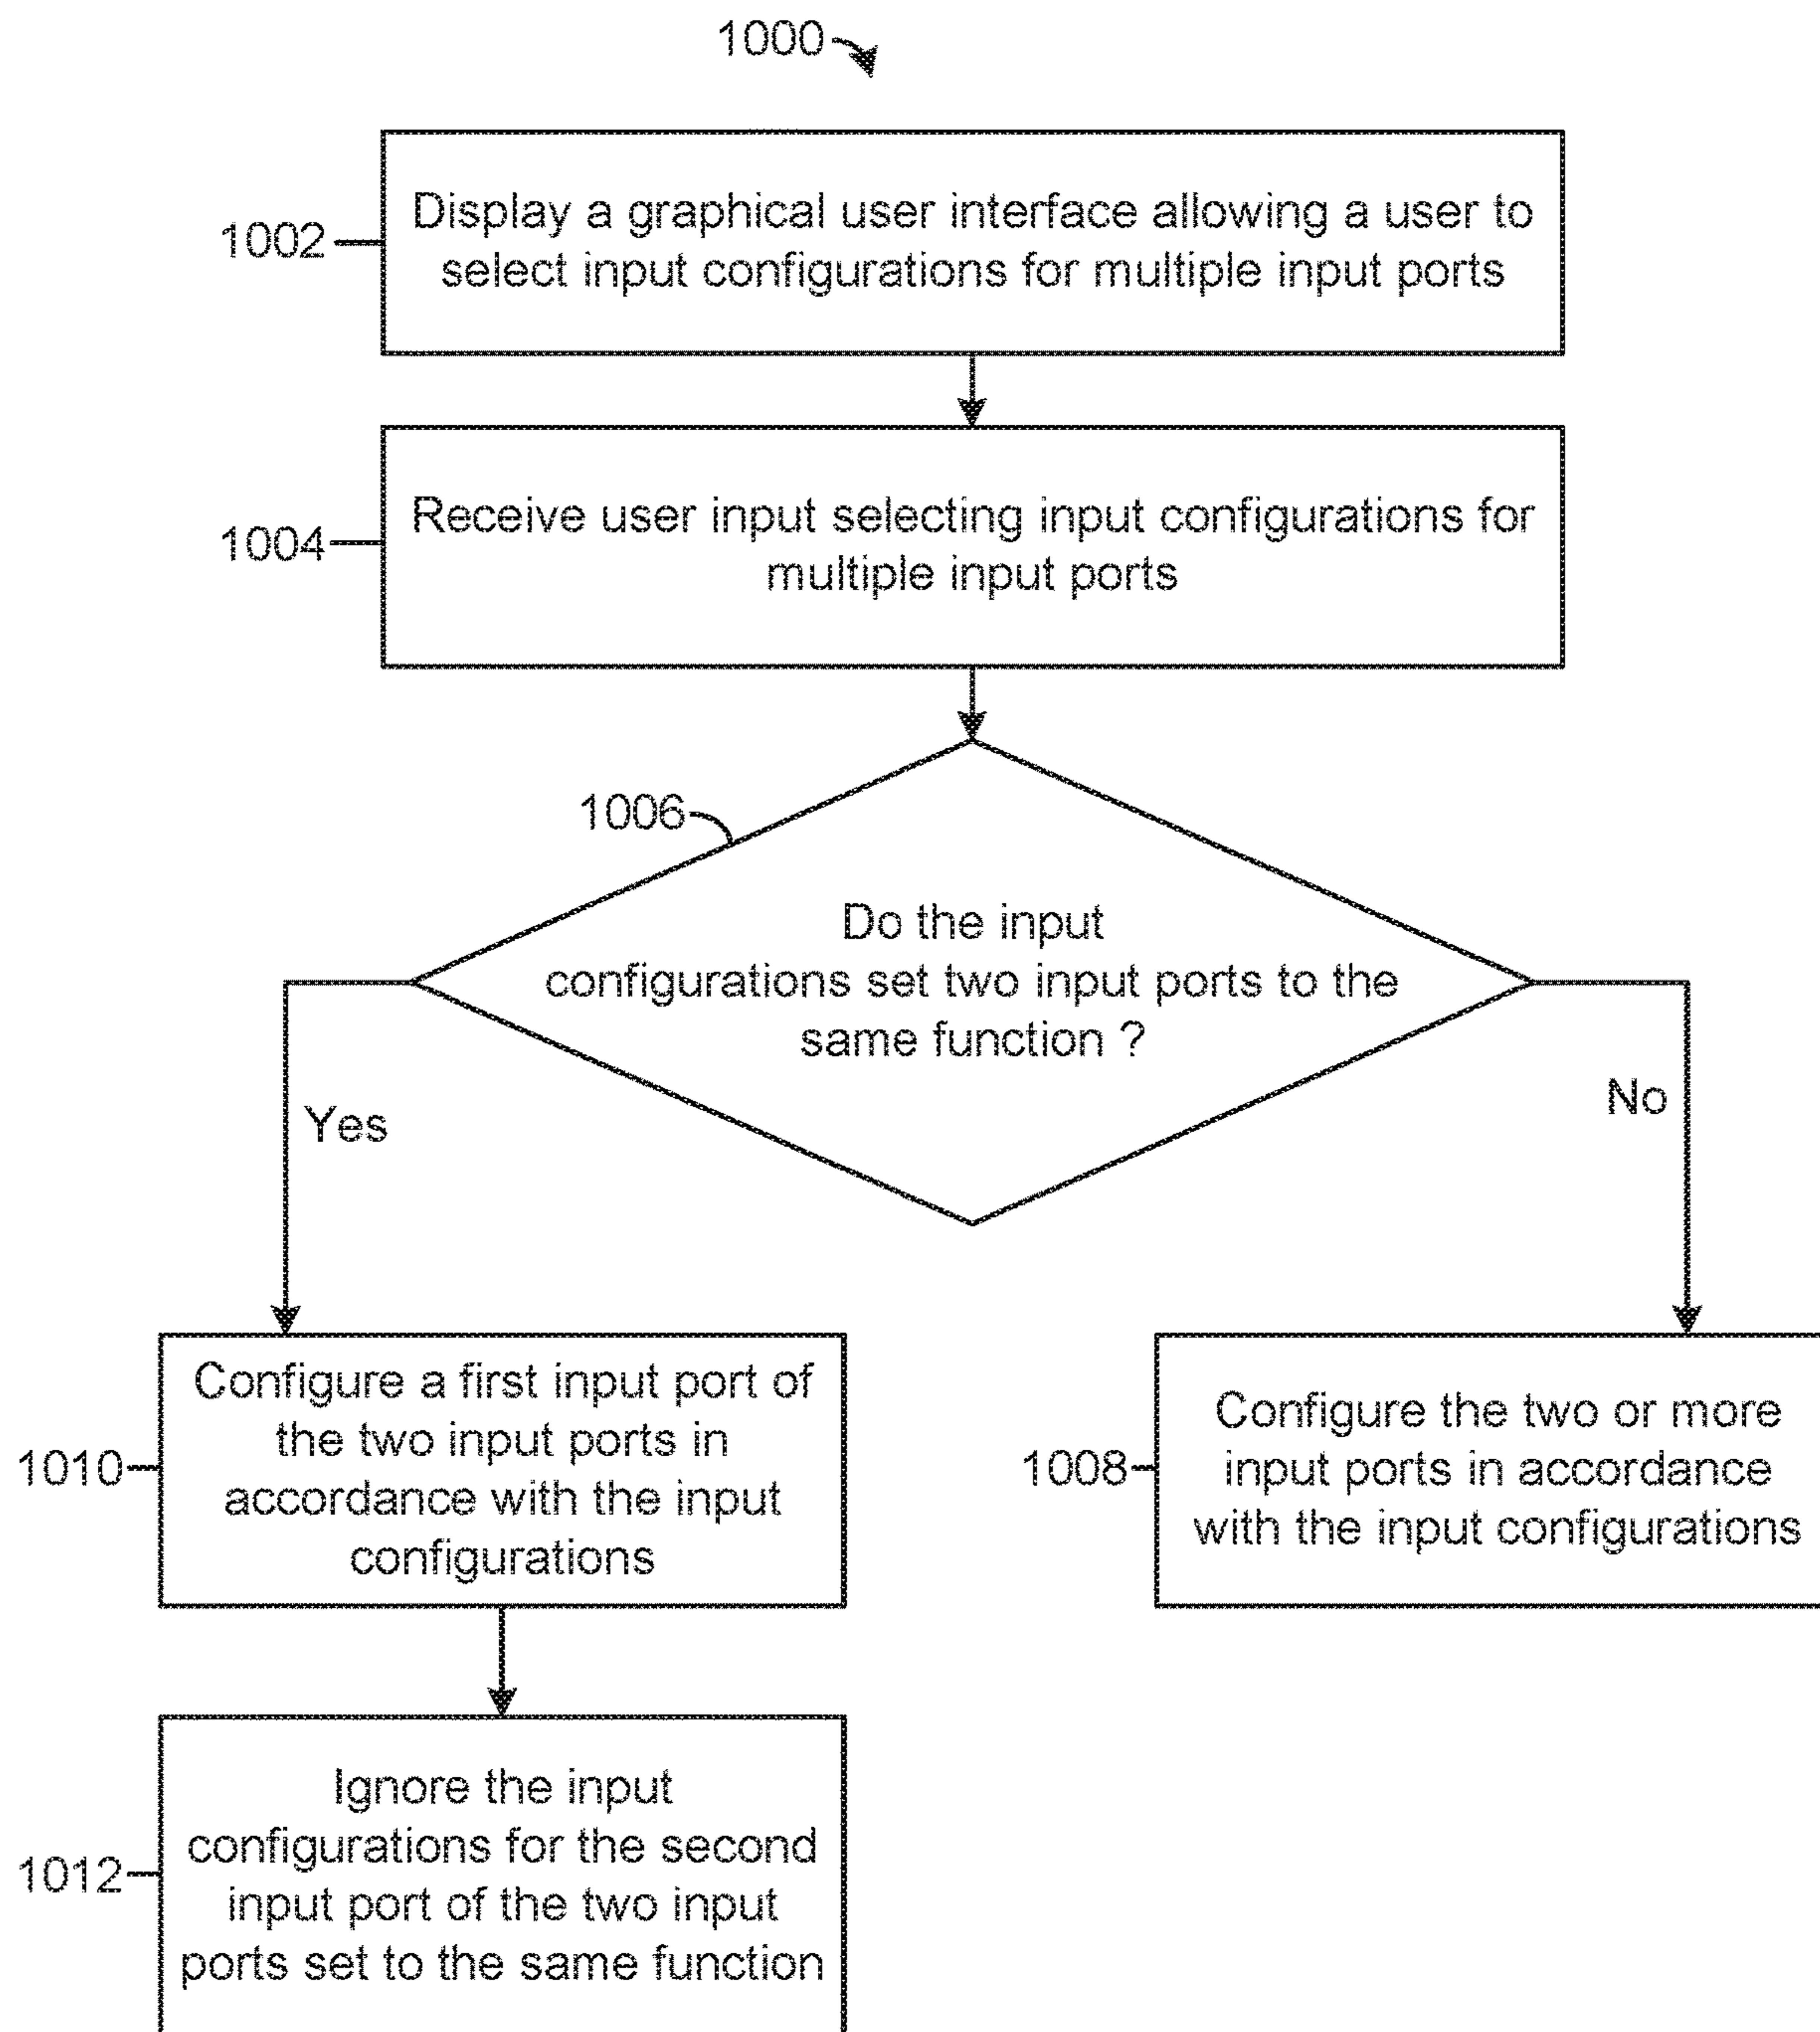 1000
1002
Display a graphical user interface allowing a user to
select input configurations for multiple input ports
1004
Receive user input selecting input configurations for
multiple input ports
1006
Do the input
configurations set two input ports to the
same function ?
Yes
No
1010
Configure a first input port of
the two input ports in
accordance with the input
configurations
1008
Configure the two or more
input ports in accordance
with the input configurations
1012
Ignore the input
configurations for the second
input port of the two input
ports set to the same function